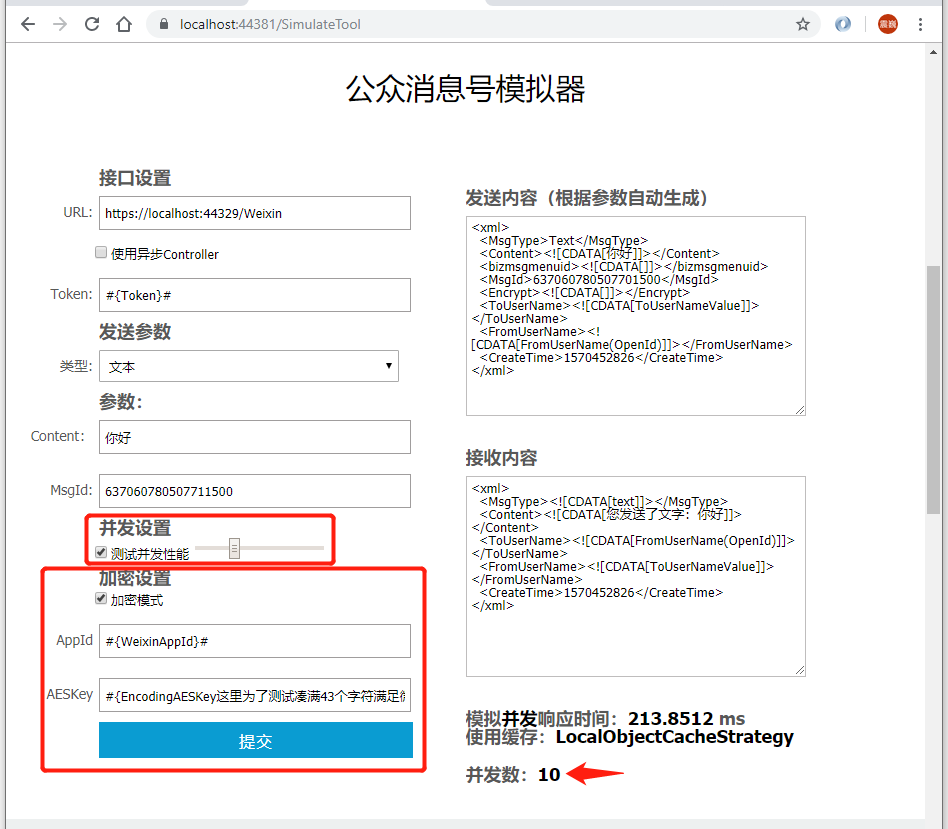 localhost:44381/SimulateTool
公众消息号模拟器
接口设置
URL: https://localhost:44329/Weixin
使用异步Controller
Token: #{Token}#
发送参数
类型: 文本
参数:
Content: 你好
MsgId: 637060780507711500
并发设置
测试并发性能
加密设置
加密模式
AppId #{WeixinAppId}#
AESKey #{EncodingAESKey这里为了测试凑满43个字符满足
提交
发送内容（根据参数自动生成）
<xml>
<MsgType>Text</MsgType>
<Content><![CDATA[你好]]></Content>
<bizmsgmenuid><![CDATA[]]></bizmsgmenuid>
<MsgId>637060780507701500</MsgId>
<Encrypt><![CDATA[]]></Encrypt>
<ToUserName><![CDATA[ToUserNameValue]]>
</ToUserName>
<FromUserName><!
[CDATA[FromUserName(OpenId)]]></FromUserName>
<CreateTime>1570452826</CreateTime>
</xml>
接收内容
<xml>
<MsgType><![CDATA[text]]></MsgType>
<Content><![CDATA[您发送了文字：你好]]>
</Content>
<ToUserName><![CDATA[FromUserName(OpenId)]]>
</ToUserName>
<FromUserName><![CDATA[ToUserNameValue]]>
</FromUserName>
<CreateTime>1570452826</CreateTime>
</xml>
模拟并发响应时间：213.8512 ms
使用缓存：LocalObjectCacheStrategy
并发数：10